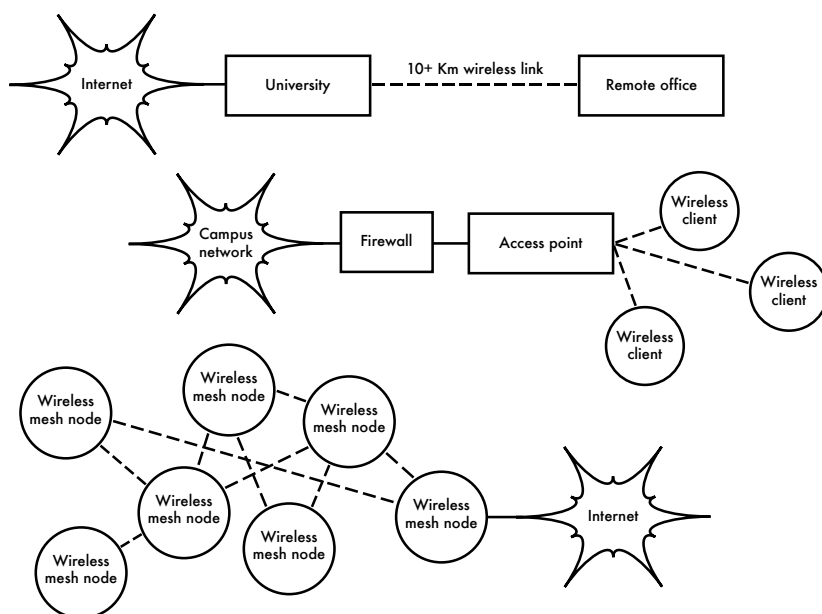 Internet
University
10+ Km wireless link
Remote office
Campus
network
Firewall
Access point
Wireless
client
Wireless
client
Wireless
client
Wireless
mesh node
Wireless
mesh node
Wireless
mesh node
Wireless
mesh node
Wireless
mesh node
Wireless
mesh node
Wireless
mesh node
Internet